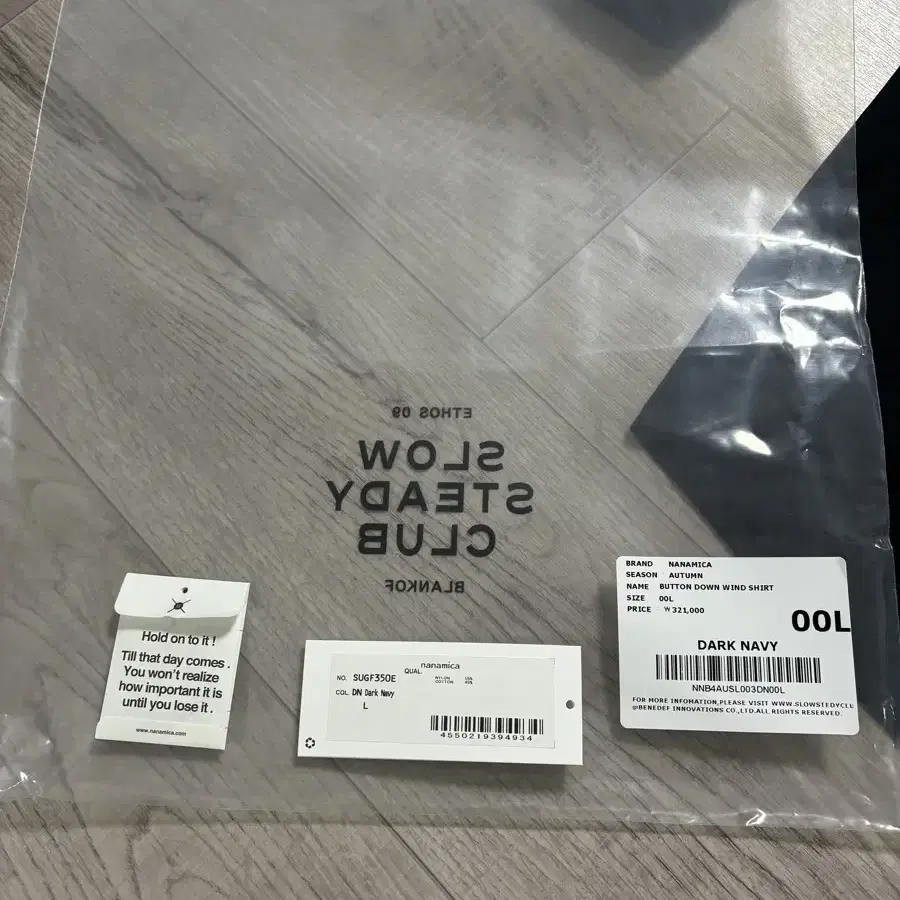 ETHOS 09
SLOW
STEADY
CLUB
BLANKOF
Hold on to it !
Till that day comes .
You won't realize
how important it is
until you lose it .
www.nanamica.com
nanamica
QUAL.
NO. SUGF350E
NYLON
COTTON
COL. DN Dark Navy
L
4550219394934
BRAND NANAMICA
SEASON AUTUMN
NAME BUTTON DOWN WIND SHIRT
SIZE 00L
PRICE ₩321,000
00L
DARK NAVY
NNB4AUSL003DN00L
FOR MORE INFOMATION,PLEASE VISIT WWW.SLOWSTEDYCLU
@BENEDEF INNOVATIONS CO.,LTD.ALL RIGHTS RESERVED.